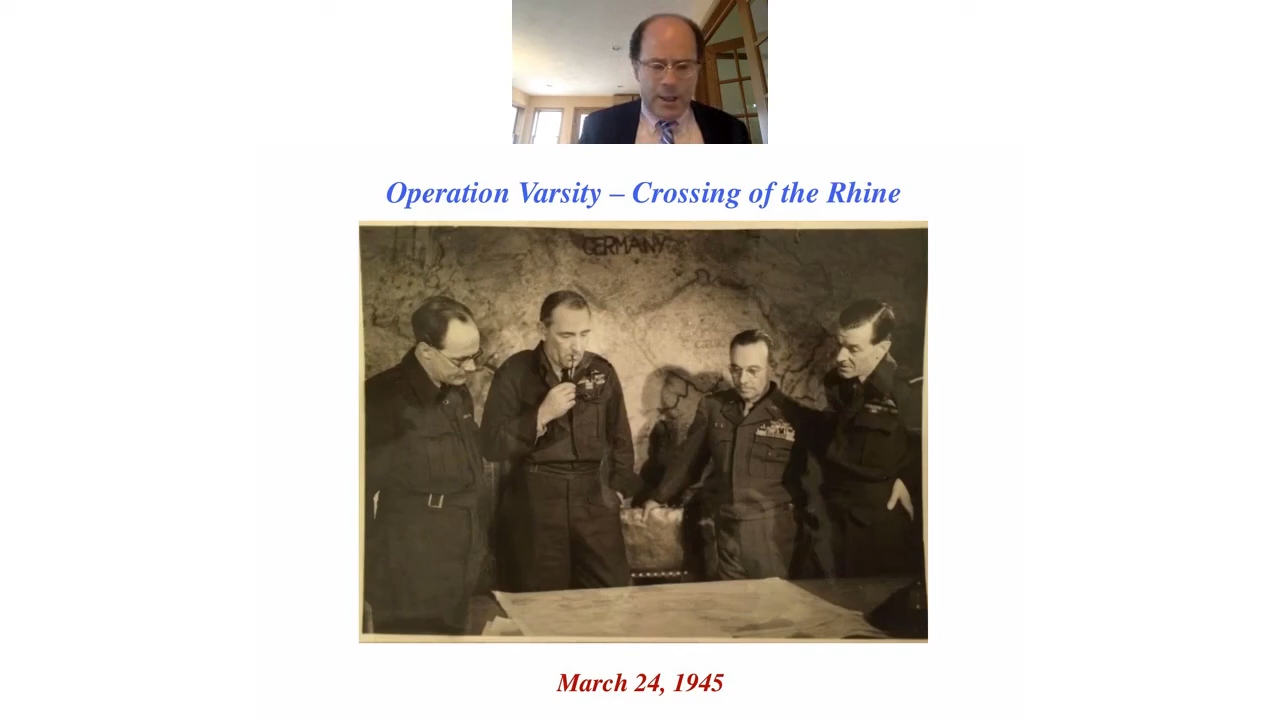 Operation Varsity – Crossing of the Rhine
GERMANY
March 24, 1945